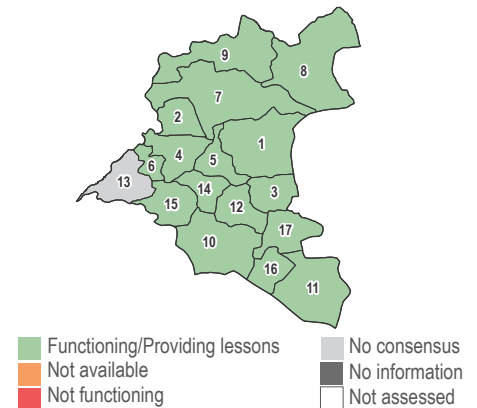 9
8
7
2
1
4
5
6
13
14
3
15
12
17
10
16
11
Functioning/Providing lessons
Not available
Not functioning
No consensus
No information
Not assessed